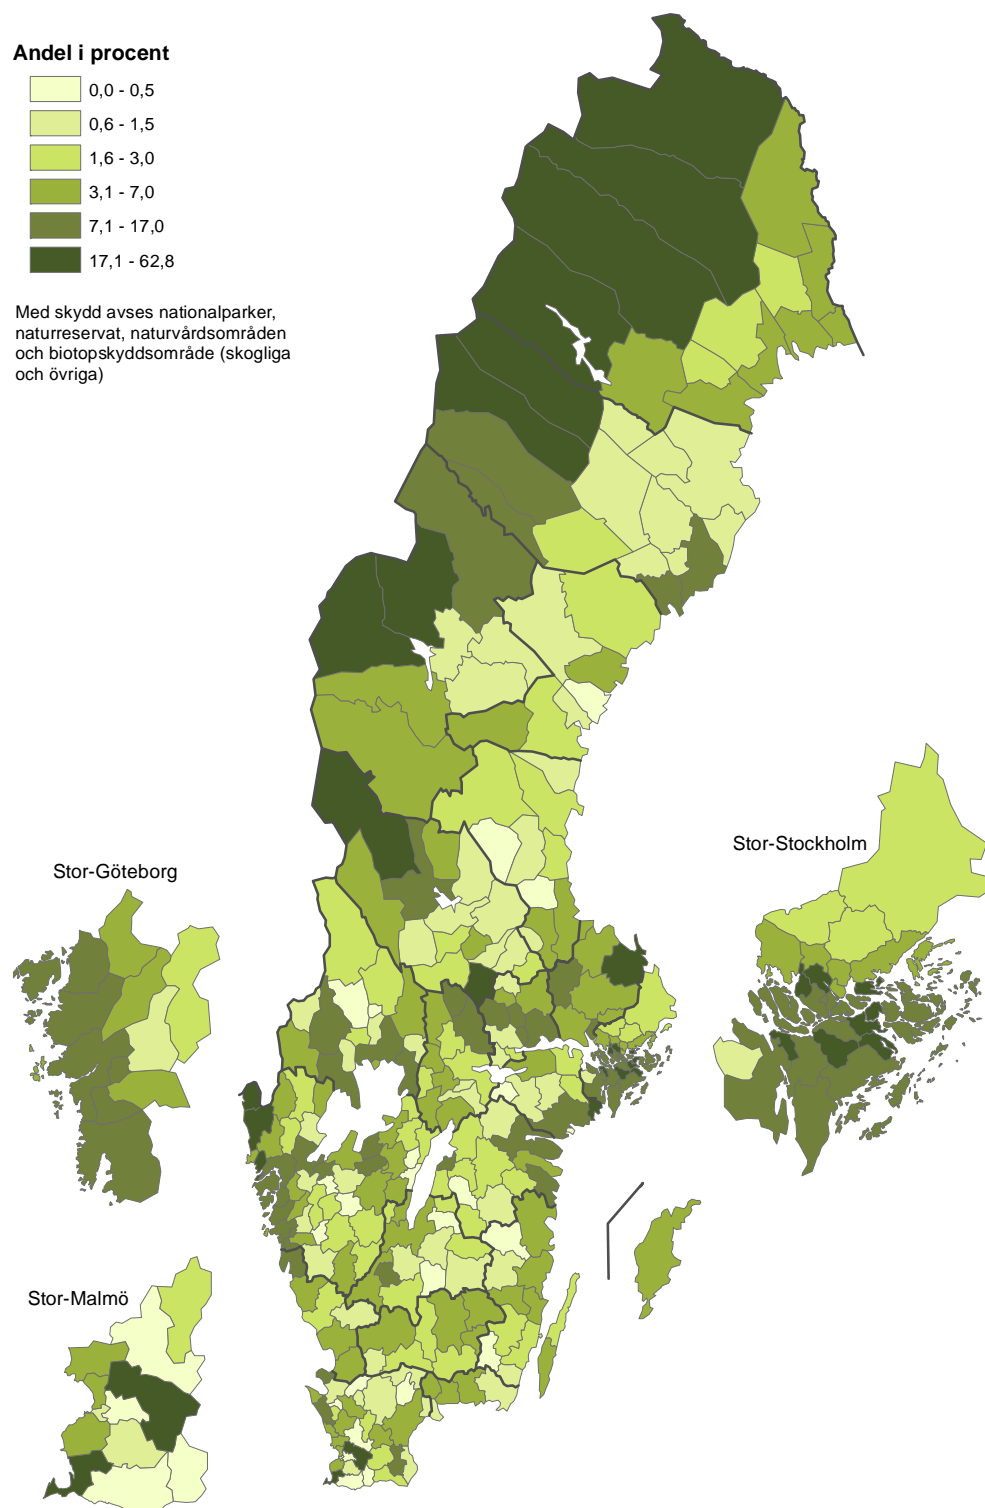 Andel i procent
0,0 - 0,5
0,6 - 1,5
1,6 - 3,0
3,1 - 7,0
7,1 - 17,0
17,1 - 62,8
Med skydd avses nationalparker,
naturreservat, naturvårdsområden
och biotopskyddsområde (skogliga
och övriga)
Stor-Stockholm
Stor-Göteborg
Stor-Malmö